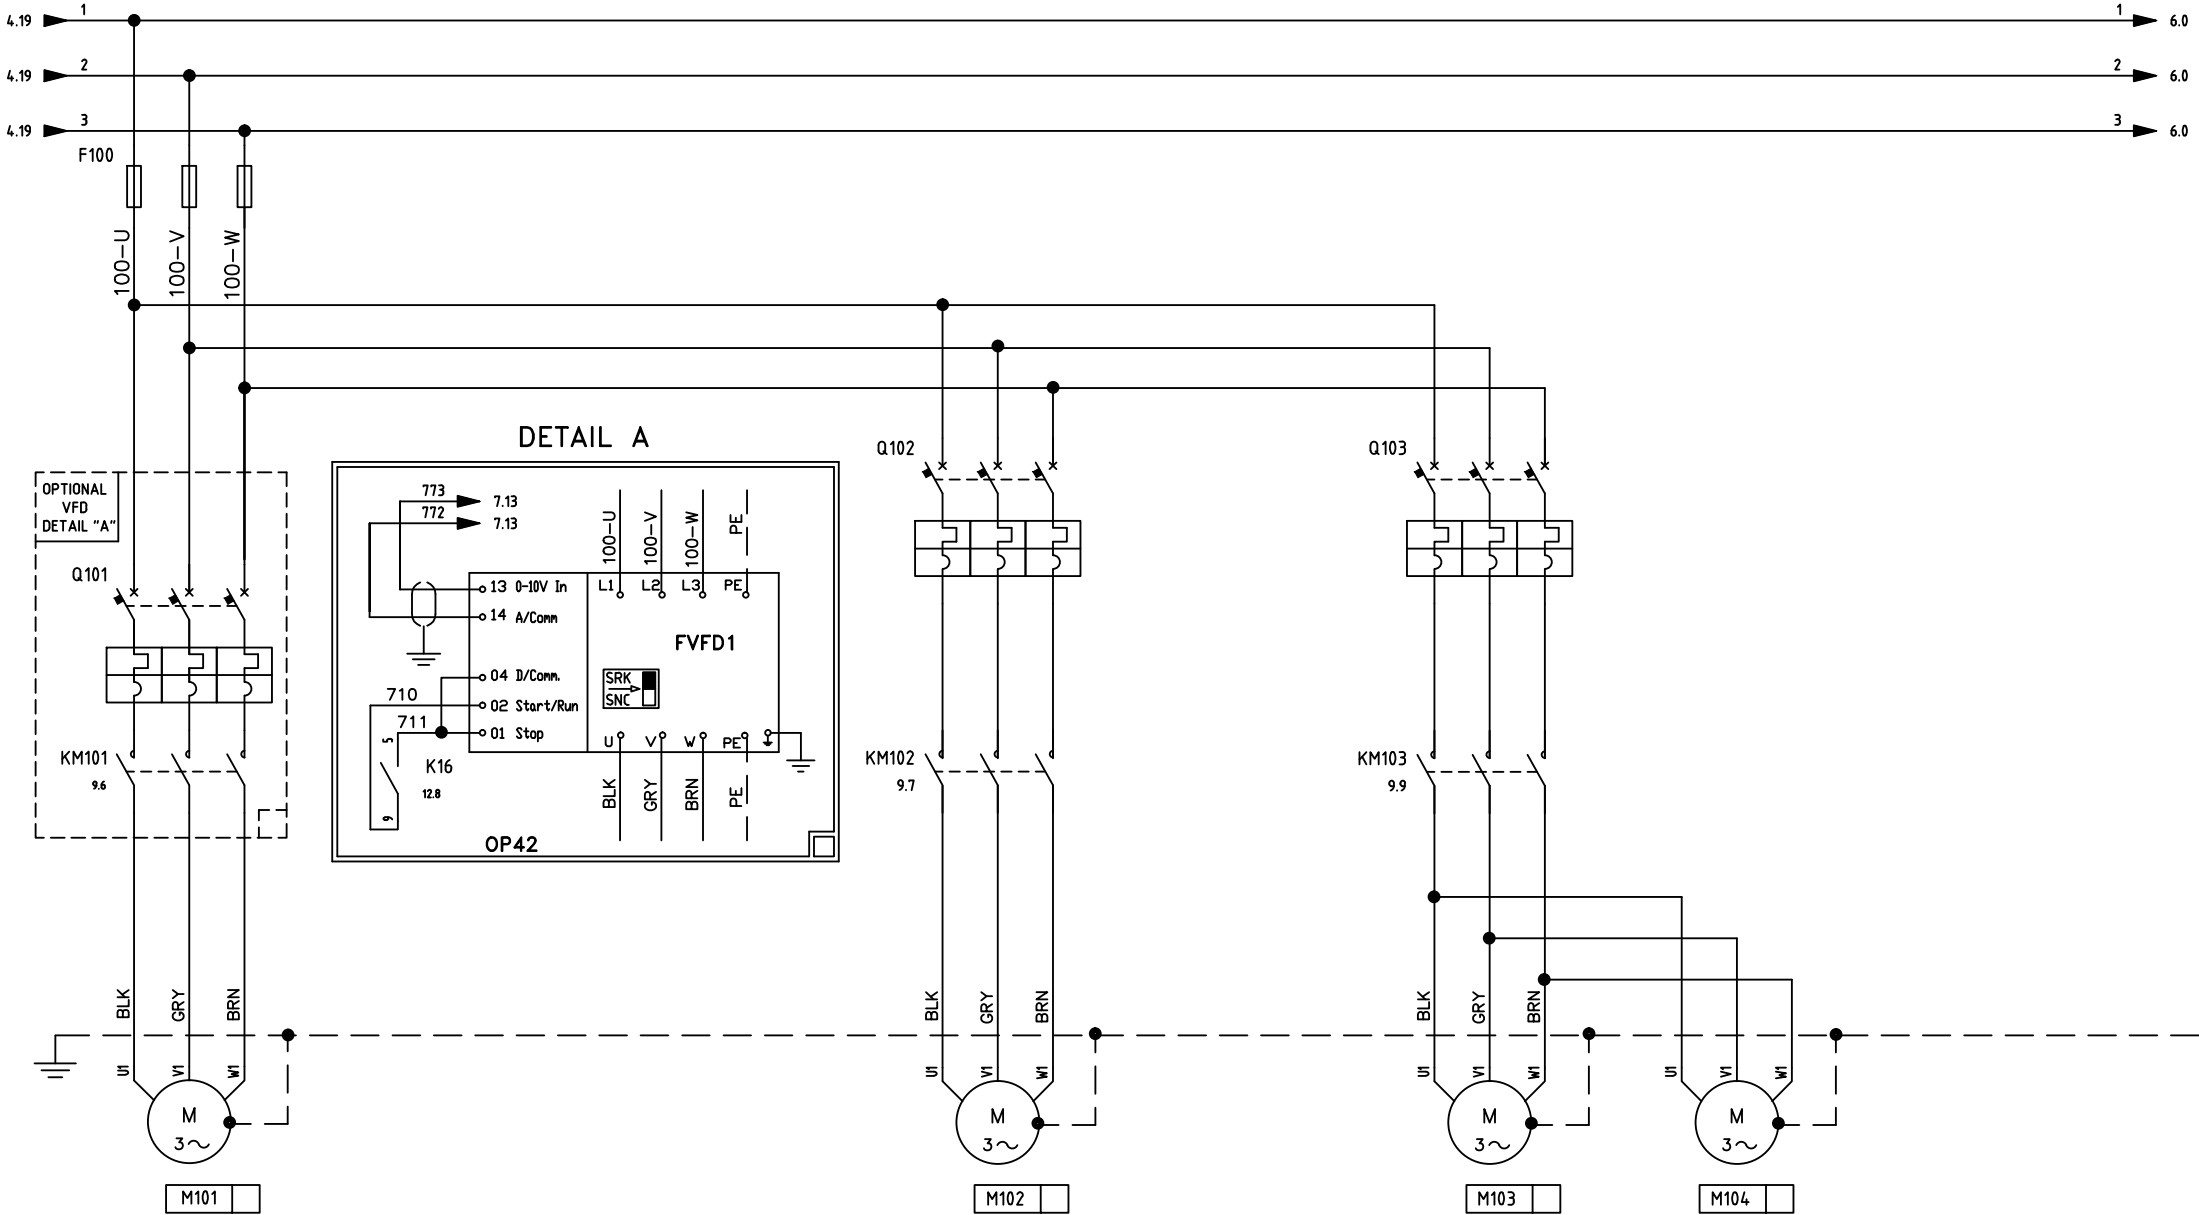 4.19 1 1 6.0
4.19 2 2 6.0
4.19 3 3 6.0
F100
100-U 100-V 100-W
OPTIONAL
VFD
DETAIL "A"
Q101
KM101
9.6
BLK GRY BRN
U1 V1 W1
M
3~
M101
DETAIL A
773 7.13
772 7.13
100-U 100-V 100-W PE
13 0-10V In
14 A/Comm
L1 L2 L3 PE
FVFD1
04 D/Comm.
02 Start/Run
01 Stop
710
711
SRK
SNC
U V W PE
5
K16
12.8
9
BLK GRY BRN PE
OP42
Q102
KM102
9.7
BLK GRY BRN
U1 V1 W1
M
3~
M102
Q103
KM103
9.9
BLK GRY BRN
U1 V1 W1
M
3~
M103
U1 V1 W1
M
3~
M104